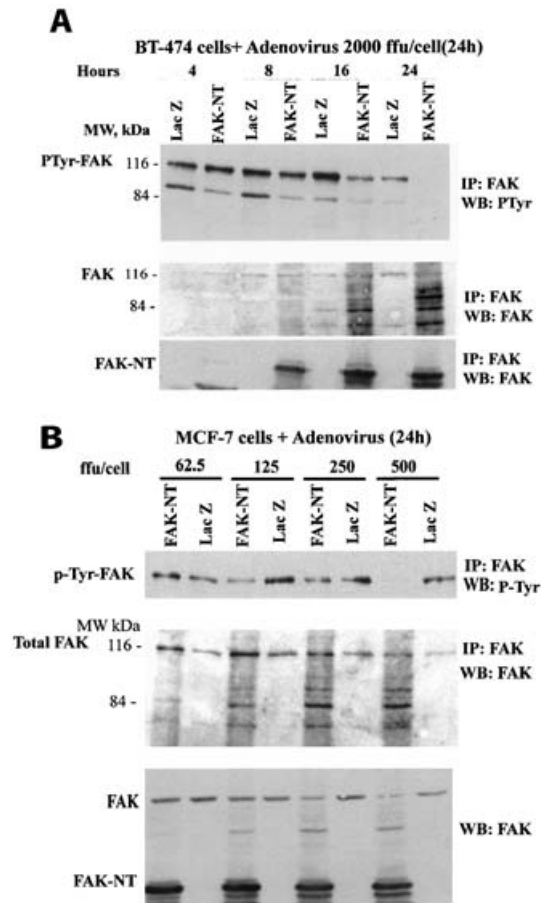 A
BT-474 cells+ Adenovirus 2000 ffu/cell(24h)
Hours 4 8 16 24
Lac Z FAK-NT Lac Z FAK-NT Lac Z FAK-NT Lac Z FAK-NT
MW, kDa
PTyr-FAK 116 -
84 -
IP: FAK
WB: PTyr
FAK 116 -
84 -
IP: FAK
WB: FAK
FAK-NT
IP: FAK
WB: FAK
B
MCF-7 cells + Adenovirus (24h)
ffu/cell 62.5 125 250 500
FAK-NT Lac Z FAK-NT Lac Z FAK-NT Lac Z FAK-NT Lac Z
p-Tyr-FAK
IP: FAK
WB: P-Tyr
MW kDa
Total FAK 116 -
84 -
IP: FAK
WB: FAK
FAK
WB: FAK
FAK-NT